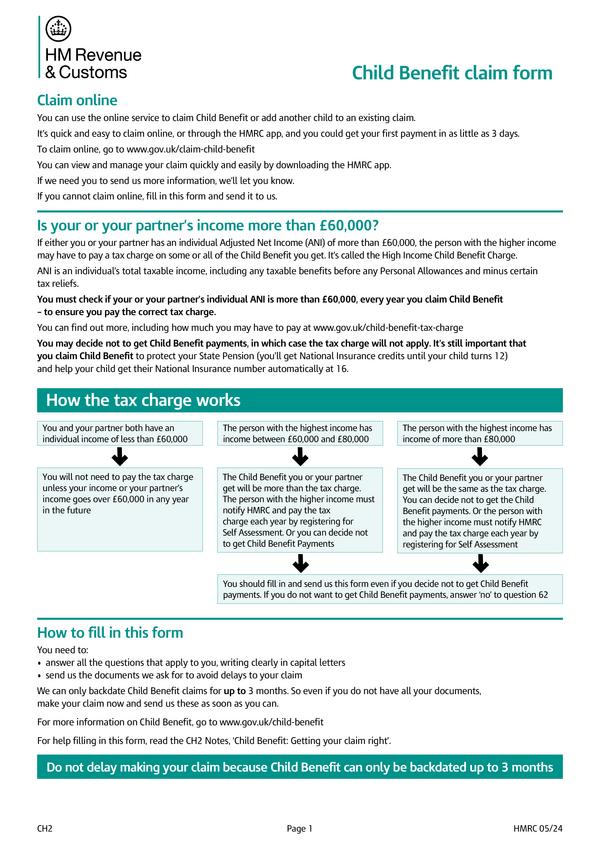 HM Revenue
& Customs
Child Benefit claim form
Claim online
You can use the online service to claim Child Benefit or add another child to an existing claim.
It's quick and easy to claim online, or through the HMRC app, and you could get your first payment in as little as 3 days.
To claim online, go to www.gov.uk/claim-child-benefit
You can view and manage your claim quickly and easily by downloading the HMRC app.
If we need you to send us more information, we'll let you know.
If you cannot claim online, fill in this form and send it to us.
Is your or your partner's income more than £60,000?
If either you or your partner has an individual Adjusted Net Income (ANI) of more than £60,000, the person with the higher income
may have to pay a tax charge on some or all of the Child Benefit you get. It's called the High Income Child Benefit Charge.
ANI is an individual's total taxable income, including any taxable benefits before any Personal Allowances and minus certain
tax reliefs.
You must check if your or your partner's individual ANI is more than £60,000, every year you claim Child Benefit
– to ensure you pay the correct tax charge.
You can find out more, including how much you may have to pay at www.gov.uk/child-benefit-tax-charge
You may decide not to get Child Benefit payments, in which case the tax charge will not apply. It's still important that
you claim Child Benefit to protect your State Pension (you'll get National Insurance credits until your child turns 12)
and help your child get their National Insurance number automatically at 16.
How the tax charge works
You and your partner both have an
individual income of less than £60,000
You will not need to pay the tax charge
unless your income or your partner's
income goes over £60,000 in any year
in the future
The person with the highest income has
income between £60,000 and £80,000
The Child Benefit you or your partner
get will be more than the tax charge.
The person with the higher income must
notify HMRC and pay the tax
charge each year by registering for
Self Assessment. Or you can decide not
to get Child Benefit Payments
The person with the highest income has
income of more than £80,000
The Child Benefit you or your partner
get will be the same as the tax charge.
You can decide not to get the Child
Benefit payments. Or the person with
the higher income must notify HMRC
and pay the tax charge each year by
registering for Self Assessment
You should fill in and send us this form even if you decide not to get Child Benefit
payments. If you do not want to get Child Benefit payments, answer 'no' to question 62
How to fill in this form
You need to:
• answer all the questions that apply to you, writing clearly in capital letters
• send us the documents we ask for to avoid delays to your claim
We can only backdate Child Benefit claims for up to 3 months. So even if you do not have all your documents,
make your claim now and send us these as soon as you can.
For more information on Child Benefit, go to www.gov.uk/child-benefit
For help filling in this form, read the CH2 Notes, 'Child Benefit: Getting your claim right'.
Do not delay making your claim because Child Benefit can only be backdated up to 3 months
CH2
Page 1
HMRC 05/24